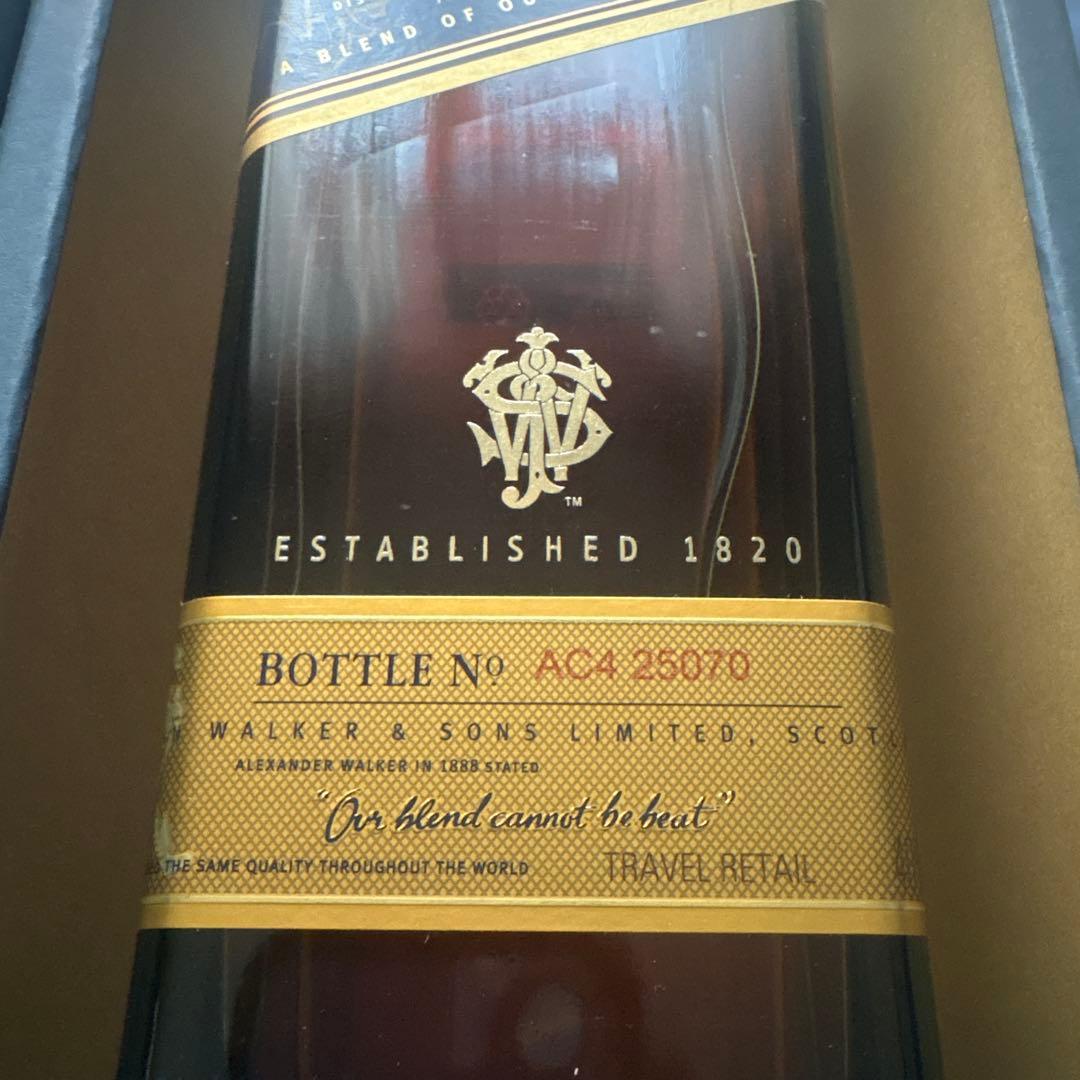 A BLEND OF
TM
ESTABLISHED 1820
BOTTLE Nº AC4 25070
WALKER & SONS LIMITED, SCOT
ALEXANDER WALKER IN 1888 STATED
"Our blend cannot be beat"
THE SAME QUALITY THROUGHOUT THE WORLD
TRAVEL RETAIL